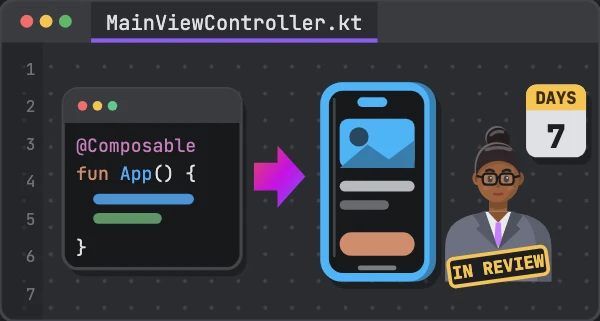 MainViewController.kt
1
2
3
4
5
6
7
@Composable
fun App() {
}
DAYS
7
IN REVIEW